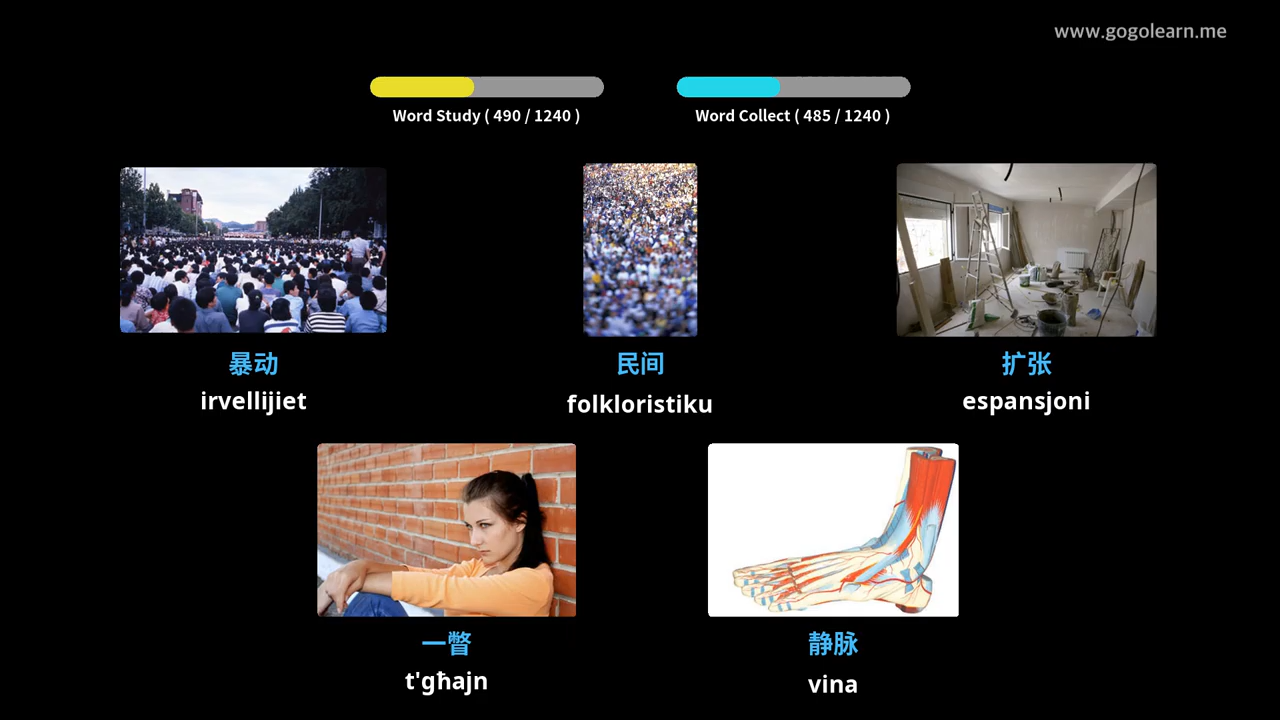 www.gogolearn.me
Word Study ( 490 / 1240 )
Word Collect ( 485 / 1240 )
暴动
irvellijiet
民间
folkloristiku
扩张
espansjoni
一瞥
t'għajn
静脉
vina